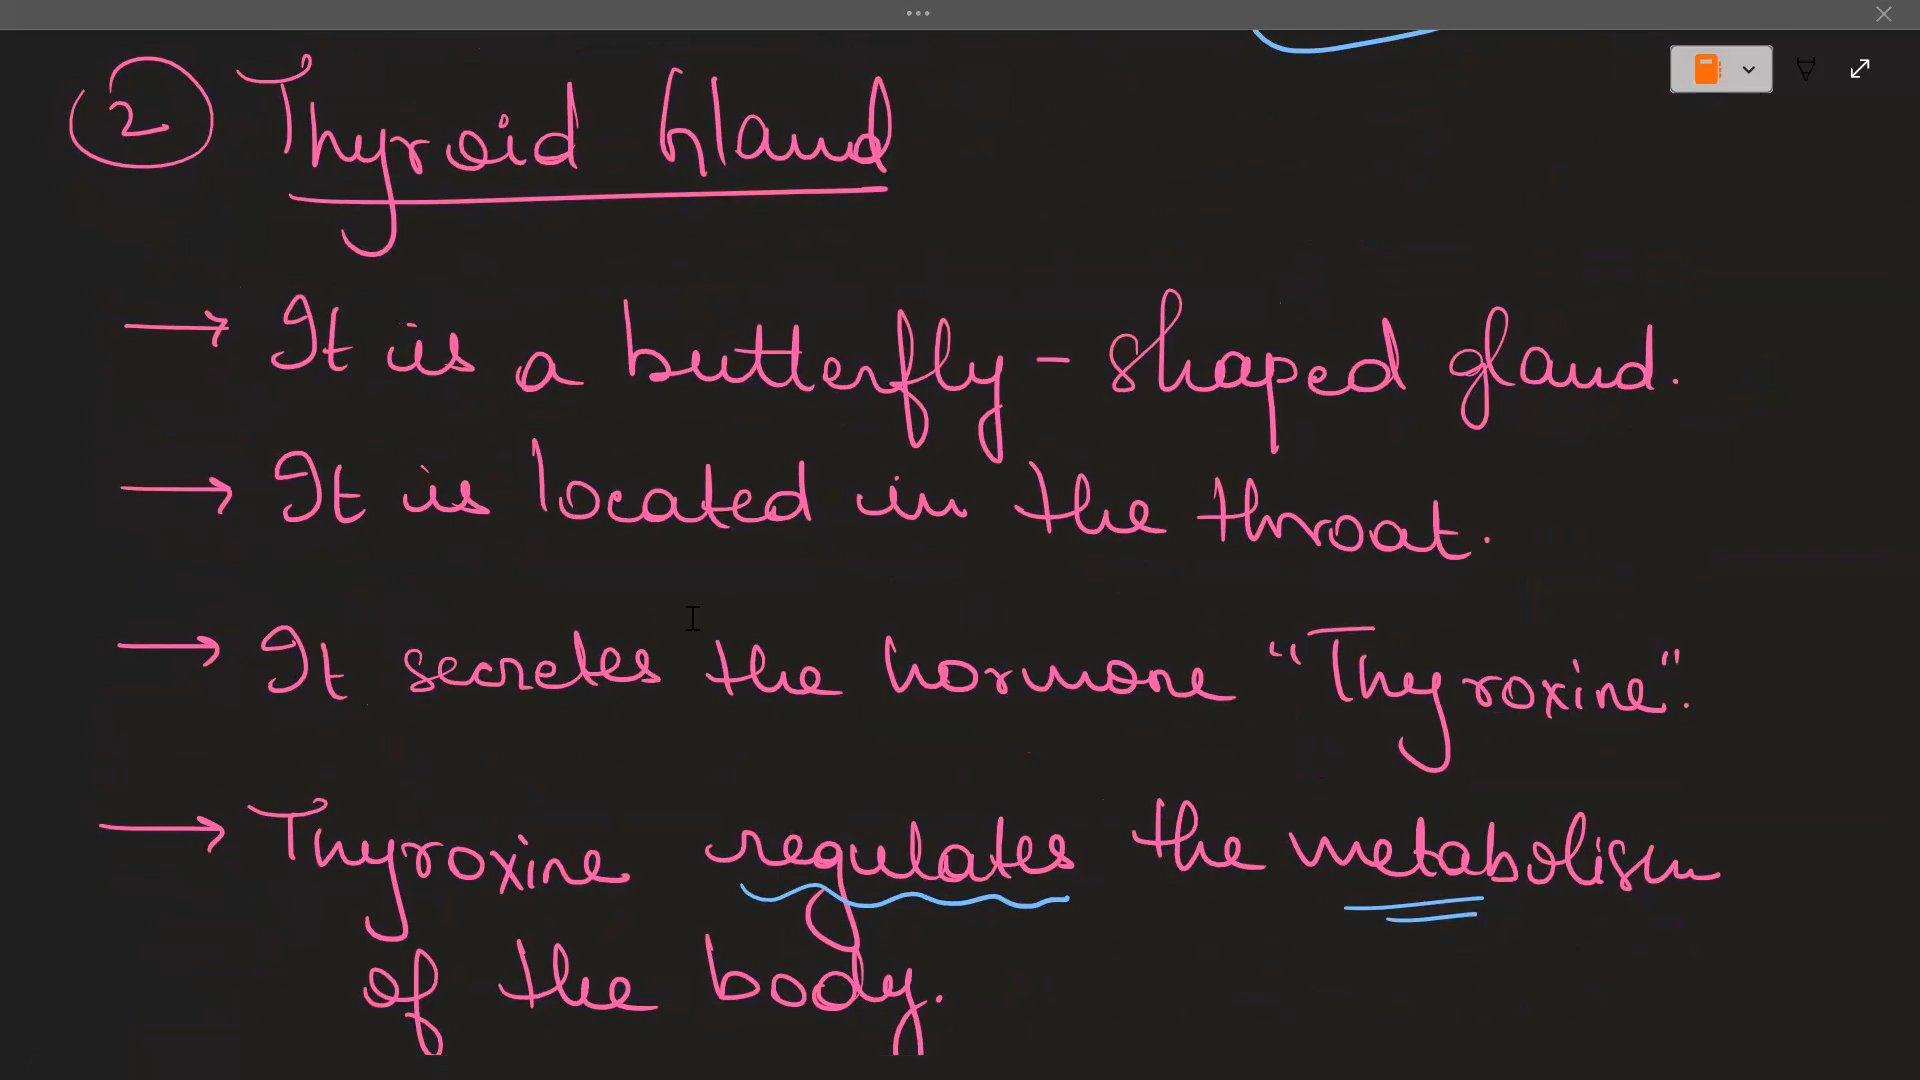 ② Thyroid Gland
→ It is a butterfly - shaped gland.
→ It is located in the throat.
→ It secretes the hormone "Thyroxine".
→ Thyroxine regulates the metabolism
of the body.